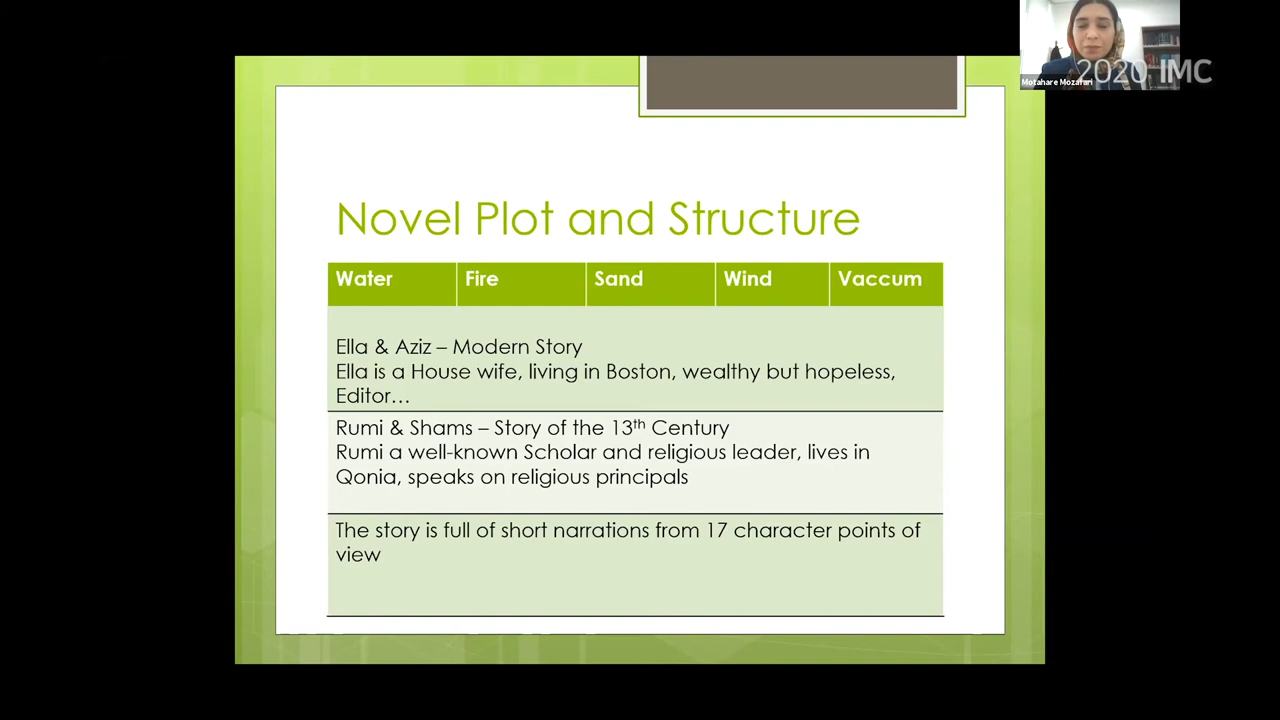 2020 IMC
Motahare Mozafari
Novel Plot and Structure
Water Fire Sand Wind Vaccum
Ella & Aziz – Modern Story
Ella is a House wife, living in Boston, wealthy but hopeless,
Editor…
Rumi & Shams – Story of the 13th Century
Rumi a well-known Scholar and religious leader, lives in
Qonia, speaks on religious principals
The story is full of short narrations from 17 character points of
view